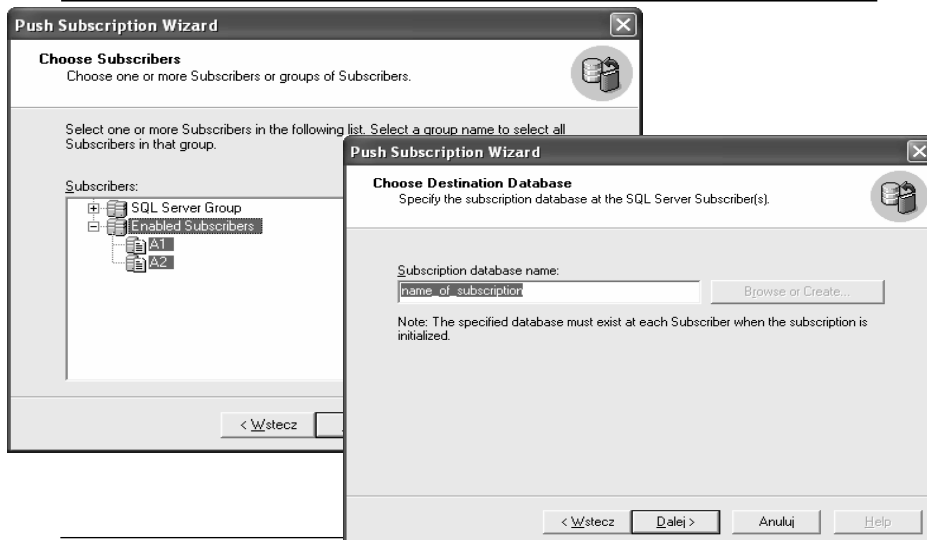 Push Subscription Wizard
Choose Subscribers
Choose one or more Subscribers or groups of Subscribers.
Select one or more Subscribers in the following list. Select a group name to select all
Subscribers in that group.
Subscribers:
SQL Server Group
Enabled Subscribers
A1
A2
< Wstecz
Push Subscription Wizard
Choose Destination Database
Specify the subscription database at the SQL Server Subscriber(s).
Subscription database name:
name_of_subscription
Browse or Create...
Note: The specified database must exist at each Subscriber when the subscription is
initialized.
< Wstecz
Dalej >
Anuluj
Help